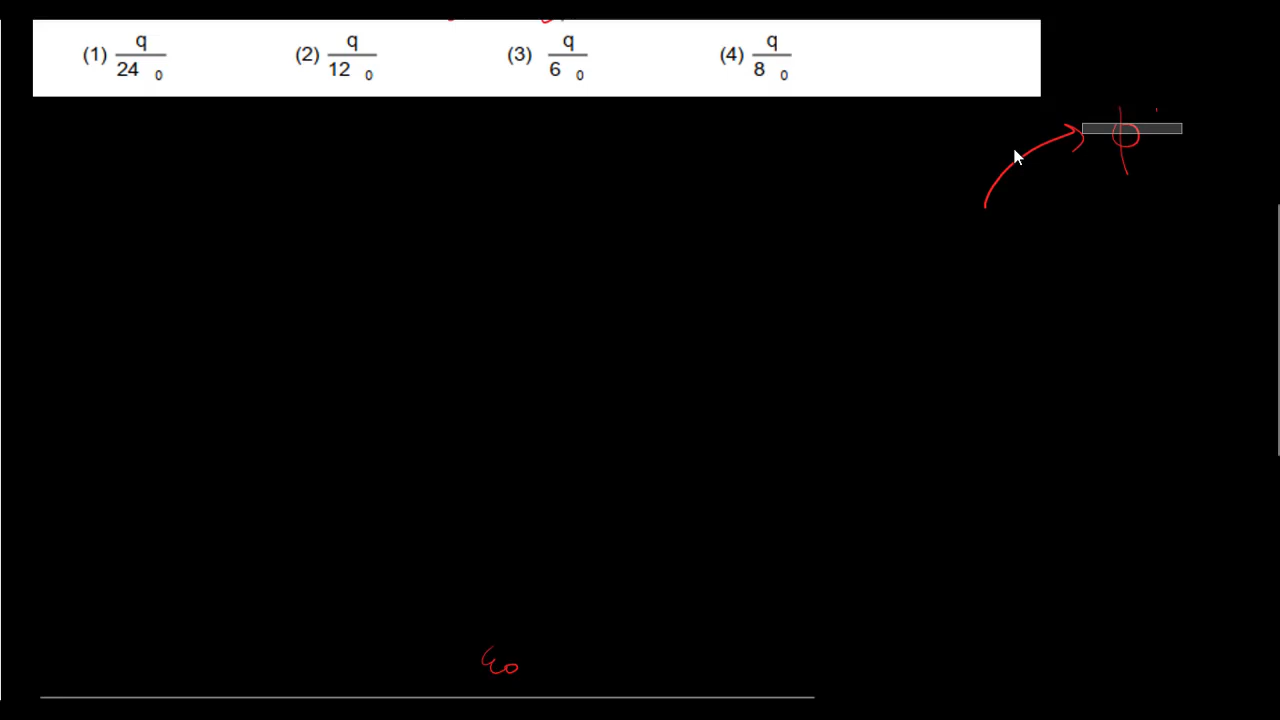 (1) q/24 ₀ (2) q/12 ₀ (3) q/6 ₀ (4) q/8 ₀
ϕ
ε₀